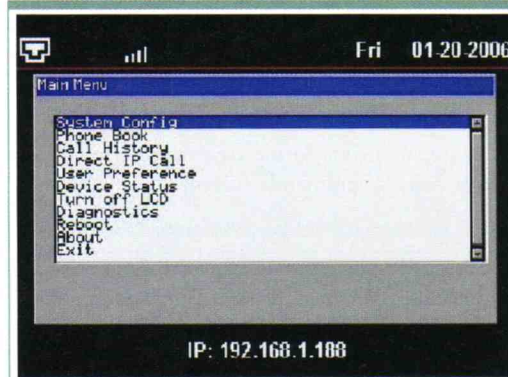 Fri 01-20-2006
Main Menu
System Config
Phone Book
Call History
Direct IP Call
User Preference
Device Status
Turn off LCD
Diagnostics
Reboot
About
Exit
IP: 192.168.1.188